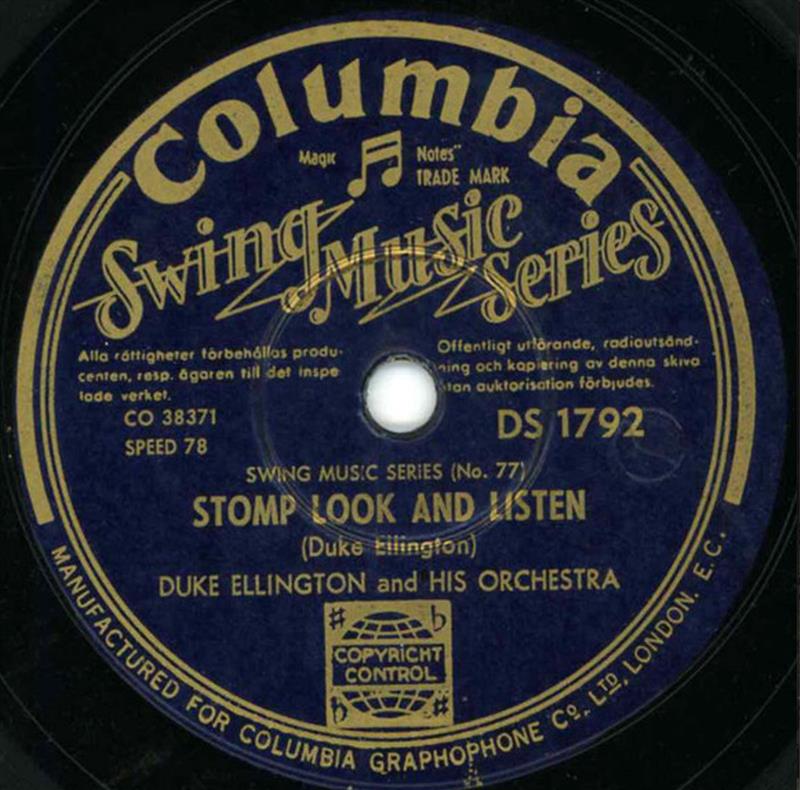 Columbia
Magic Notes"
TRADE MARK
Swing Music Series
Alla rättigheter förbehållas produ-
centen, resp. ägaren till det inspe
lade verket.
Offentligt utförande, radioutsänd-
ning och kopiering av denna skiva
utan auktorisation förbjudes.
CO 38371
SPEED 78
DS 1792
SWING MUSIC SERIES (No. 77)
STOMP LOOK AND LISTEN
(Duke Ellington)
DUKE ELLINGTON and HIS ORCHESTRA
COPYRIGHT
CONTROL
MANUFACTURED FOR COLUMBIA GRAPHOPHONE Co., LTD, LONDON. E.C.